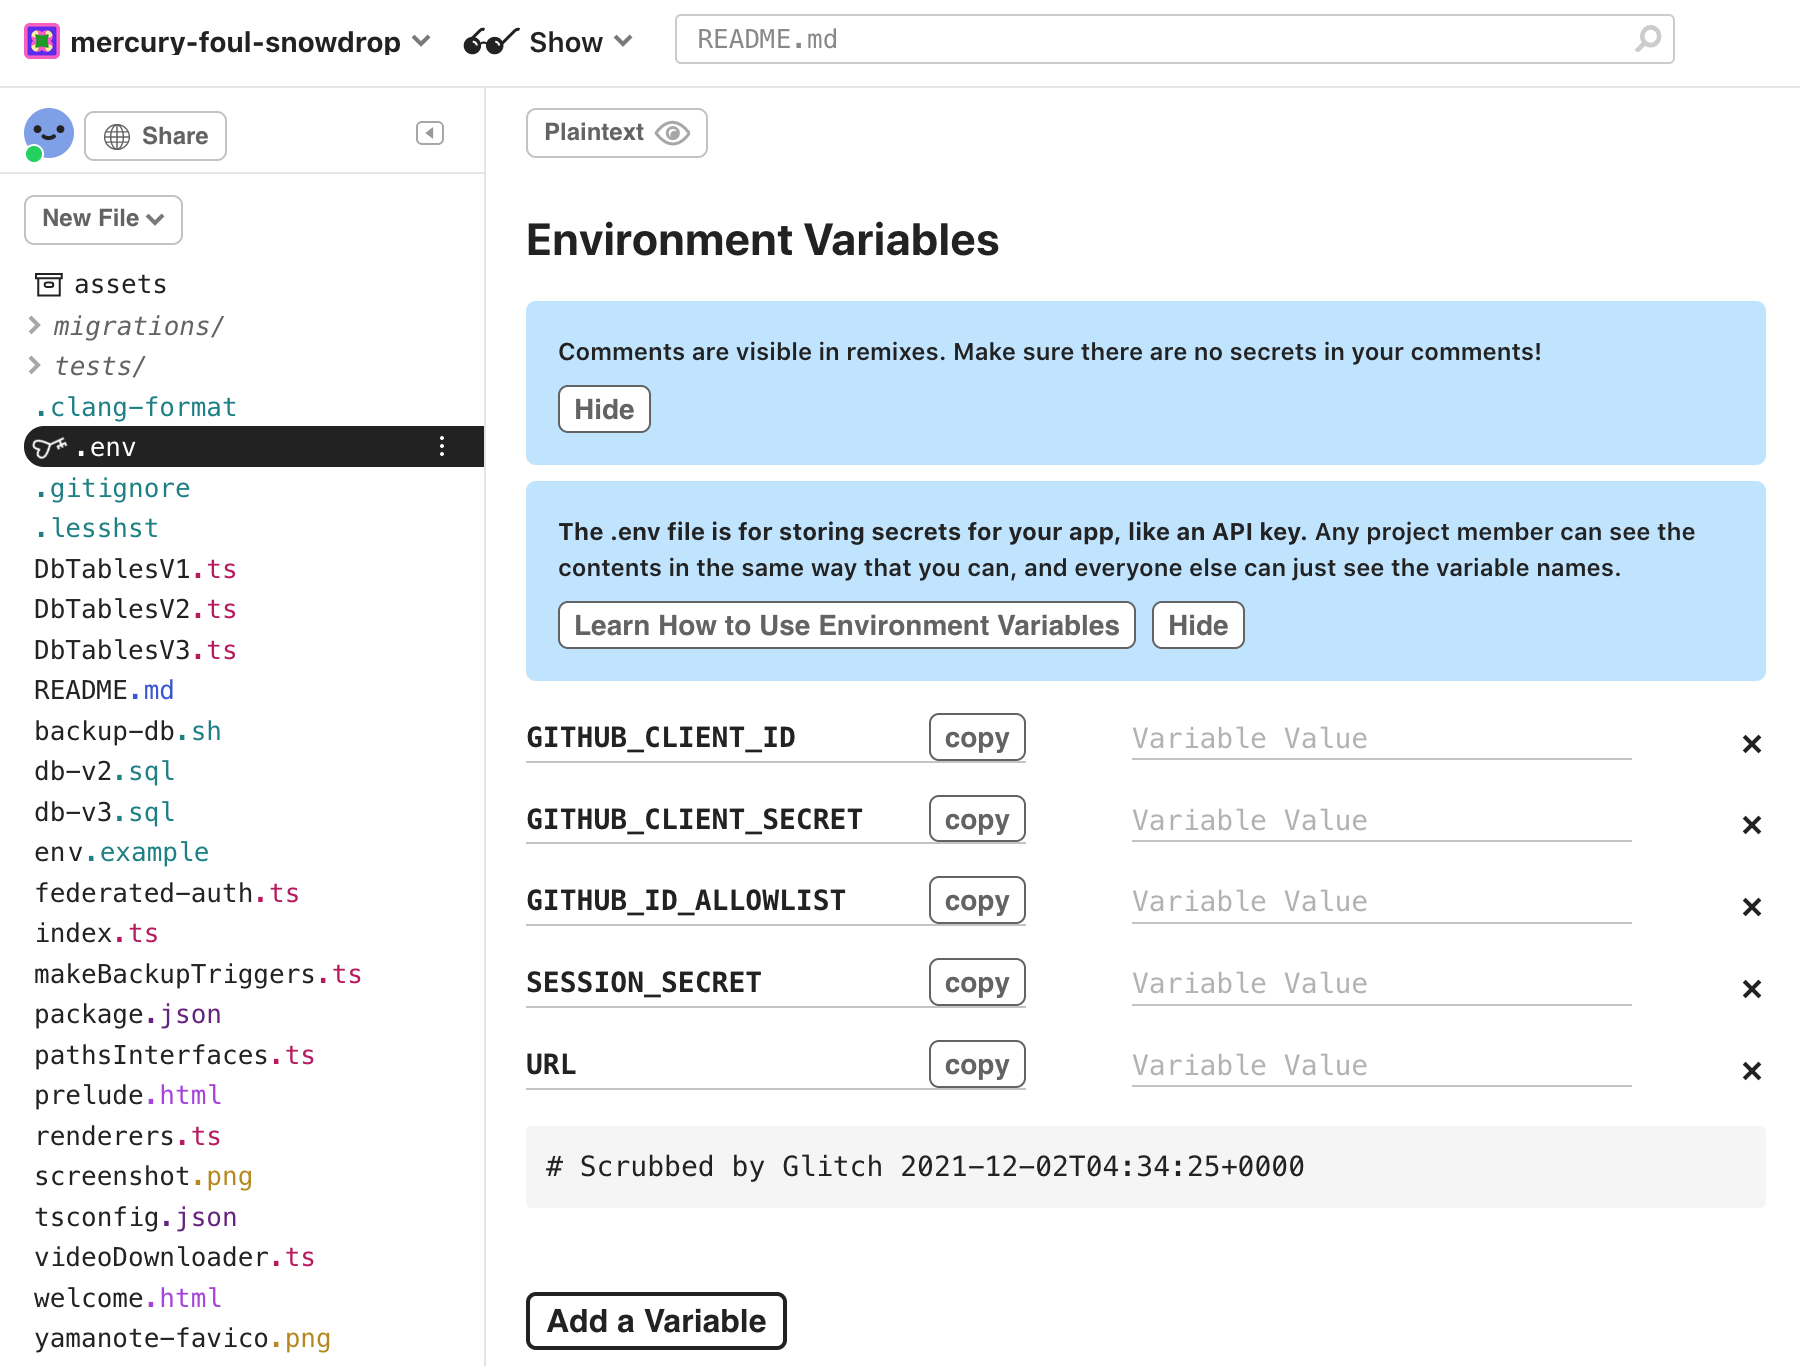 mercury-foul-snowdrop
Show
README.md
Share
New File
assets
migrations/
tests/
.clang-format
.env
.gitignore
.lesshst
DbTablesV1.ts
DbTablesV2.ts
DbTablesV3.ts
README.md
backup-db.sh
db-v2.sql
db-v3.sql
env.example
federated-auth.ts
index.ts
makeBackupTriggers.ts
package.json
pathsInterfaces.ts
prelude.html
renderers.ts
screenshot.png
tsconfig.json
videoDownloader.ts
welcome.html
yamanote-favico.png
Plaintext
Environment Variables
Comments are visible in remixes. Make sure there are no secrets in your comments!
Hide
The .env file is for storing secrets for your app, like an API key. Any project member can see the
contents in the same way that you can, and everyone else can just see the variable names.
Learn How to Use Environment Variables Hide
GITHUB_CLIENT_ID copy Variable Value
GITHUB_CLIENT_SECRET copy Variable Value
GITHUB_ID_ALLOWLIST copy Variable Value
SESSION_SECRET copy Variable Value
URL copy Variable Value
# Scrubbed by Glitch 2021-12-02T04:34:25+0000
Add a Variable